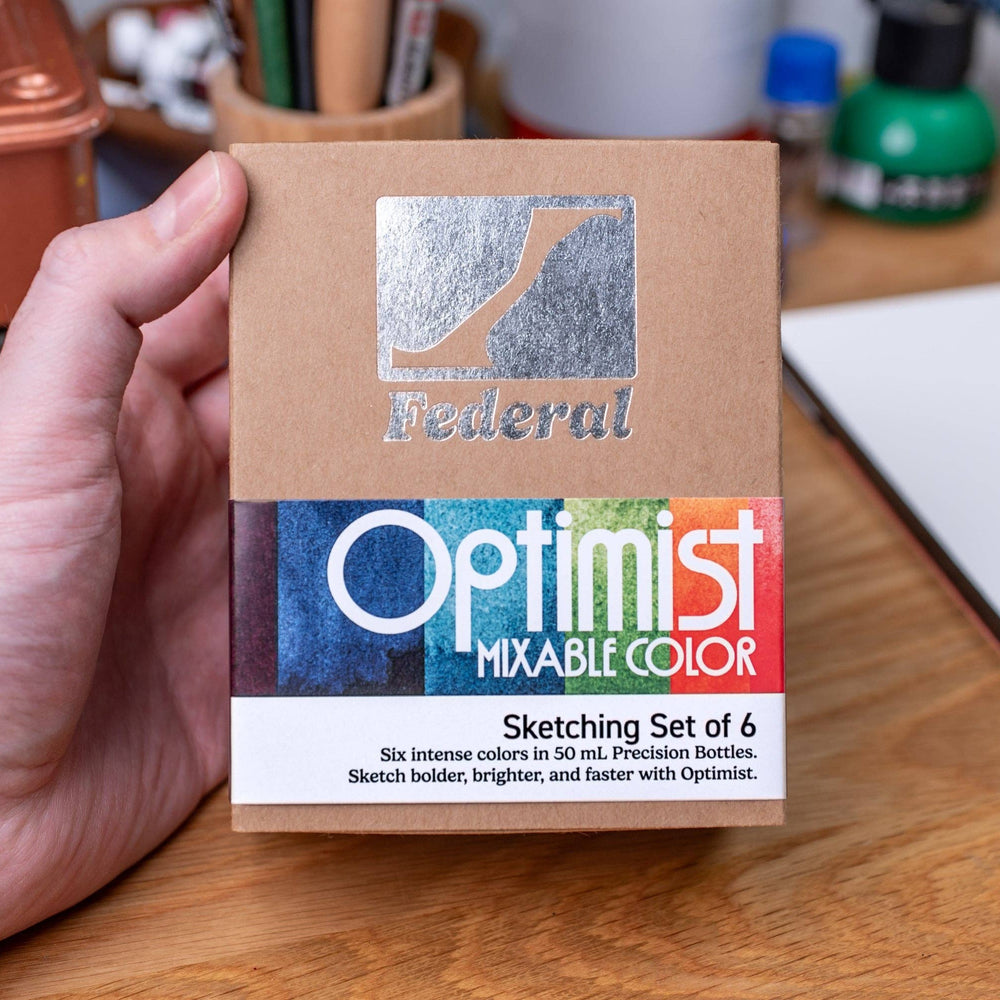 Federal
Optimist
MIXABLE COLOR
Sketching Set of 6
Six intense colors in 50 mL Precision Bottles.
Sketch bolder, brighter, and faster with Optimist.